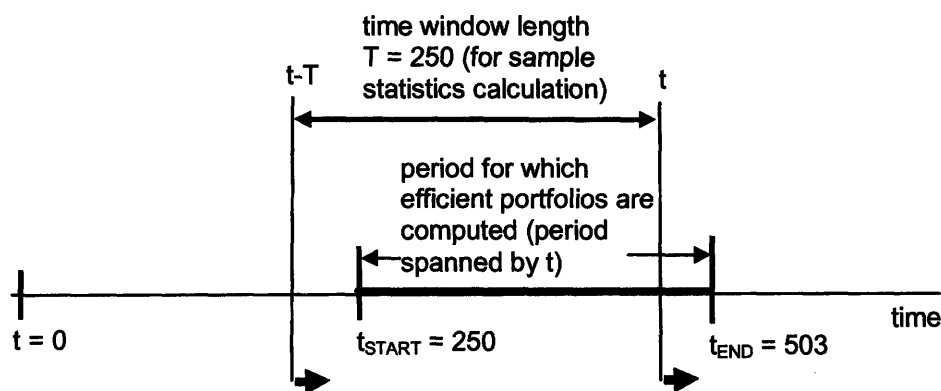 time window length
T = 250 (for sample
statistics calculation)
t-T
t
period for which
efficient portfolios are
computed (period
spanned by t)
time
t = 0
tSTART = 250
tEND = 503